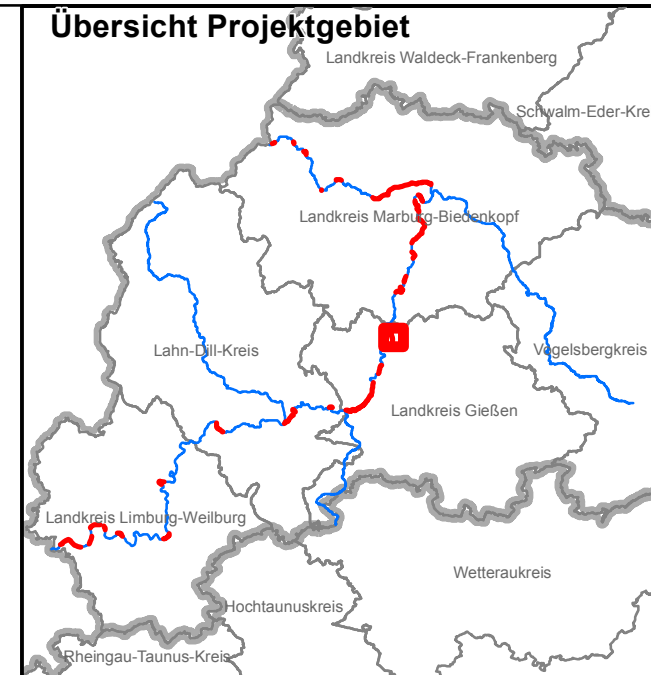 Übersicht Projektgebiet
Landkreis Waldeck-Frankenberg
Schwalm-Eder-Kre
Landkreis Marburg-Biedenkopf
Lahn-Dill-Kreis
Vogelsbergkreis
Landkreis Gießen
Landkreis Limburg-Weilburg
Wetteraukreis
Hochtaunuskreis
Rheingau-Taunus-Kreis